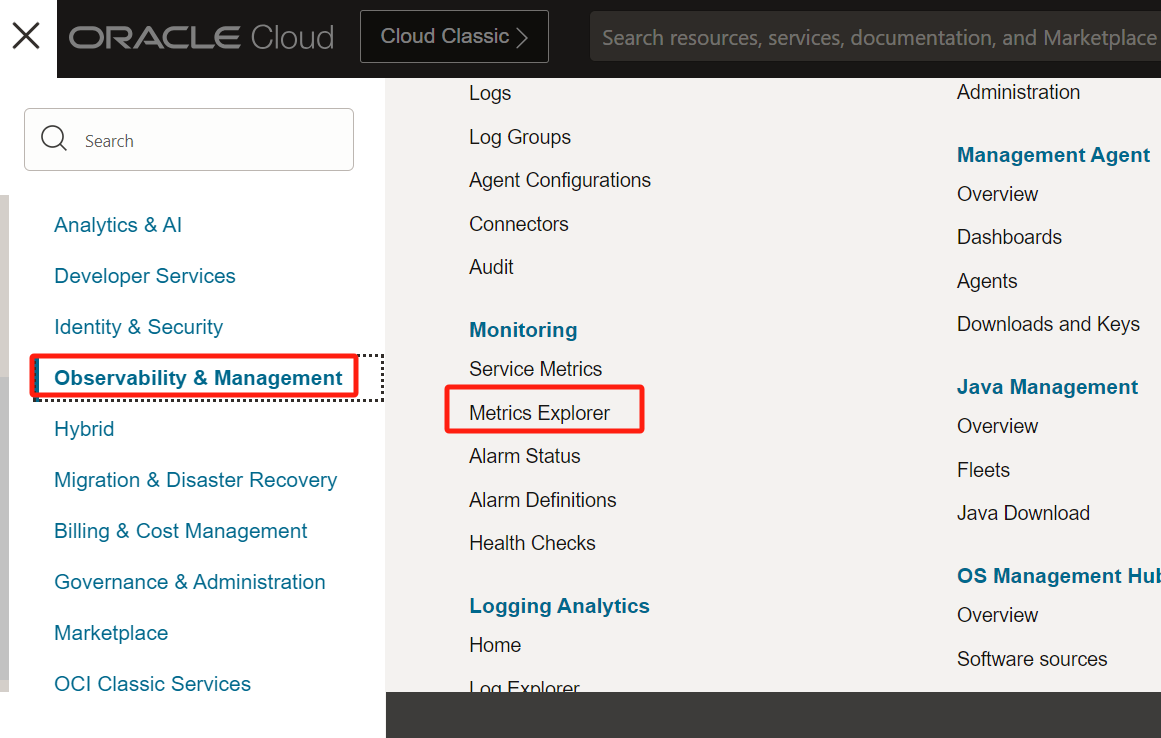 ORACLE Cloud
Cloud Classic
Search resources, services, documentation, and Marketplace
Search
Analytics & AI
Developer Services
Identity & Security
Observability & Management
Hybrid
Migration & Disaster Recovery
Billing & Cost Management
Governance & Administration
Marketplace
OCI Classic Services
Logs
Log Groups
Agent Configurations
Connectors
Audit
Monitoring
Service Metrics
Metrics Explorer
Alarm Status
Alarm Definitions
Health Checks
Logging Analytics
Home
Log Explorer
Administration
Management Agent
Overview
Dashboards
Agents
Downloads and Keys
Java Management
Overview
Fleets
Java Download
OS Management Hub
Overview
Software sources